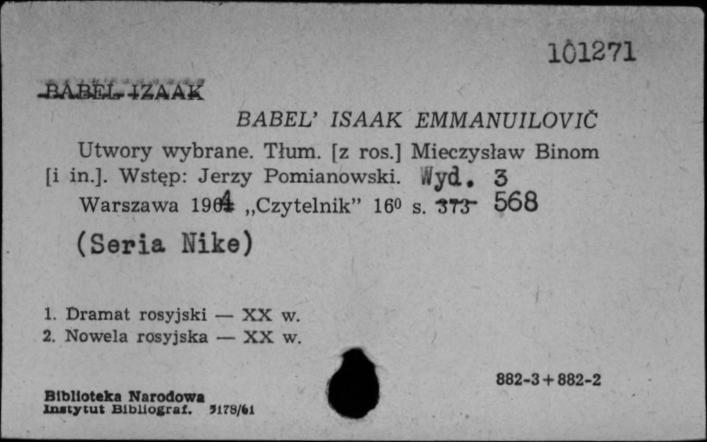 101271
BABEL IZAAK
BABEL’ ISAAK EMMANUILOVIČ
Utwory wybrane. Tłum. [z ros.] Mieczysław Binom
[i in.]. Wstęp: Jerzy Pomianowski. Wyd. 3
Warszawa 1964 „Czytelnik” 16⁰ s. 373 568
(Seria Nike)
1. Dramat rosyjski — XX w.
2. Nowela rosyjska — XX w.
882-3+882-2
Biblioteka Narodowa
Instytut Bibliograf. 5178/61